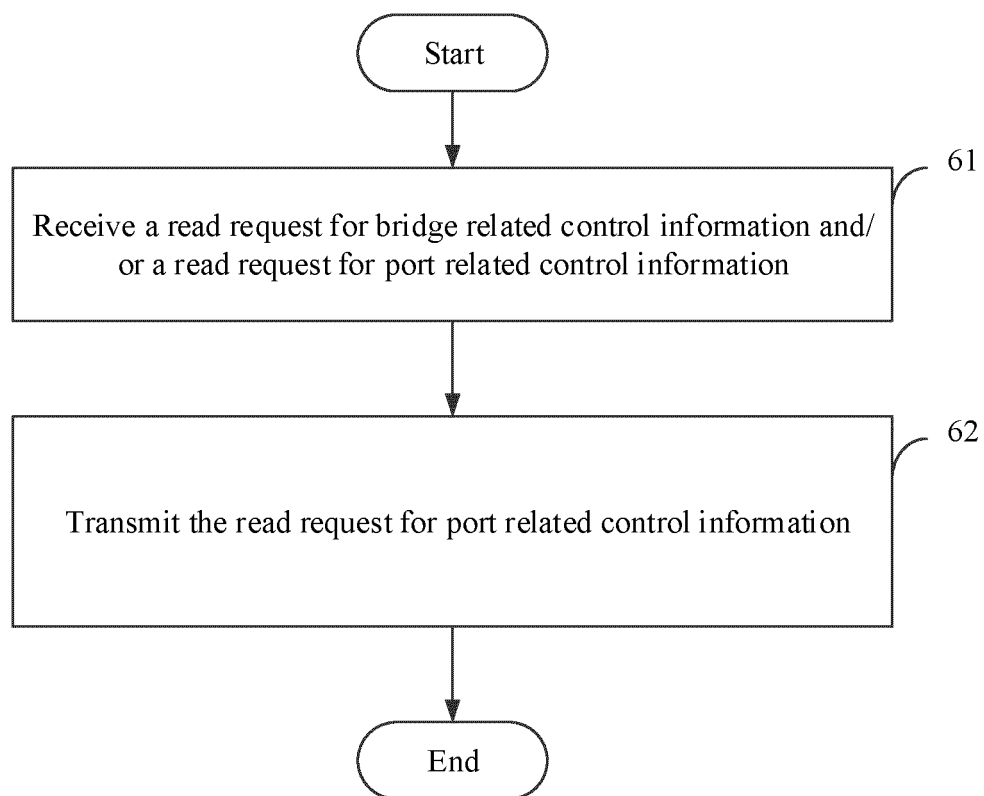 Start
61
Receive a read request for bridge related control information and/
or a read request for port related control information
62
Transmit the read request for port related control information
End